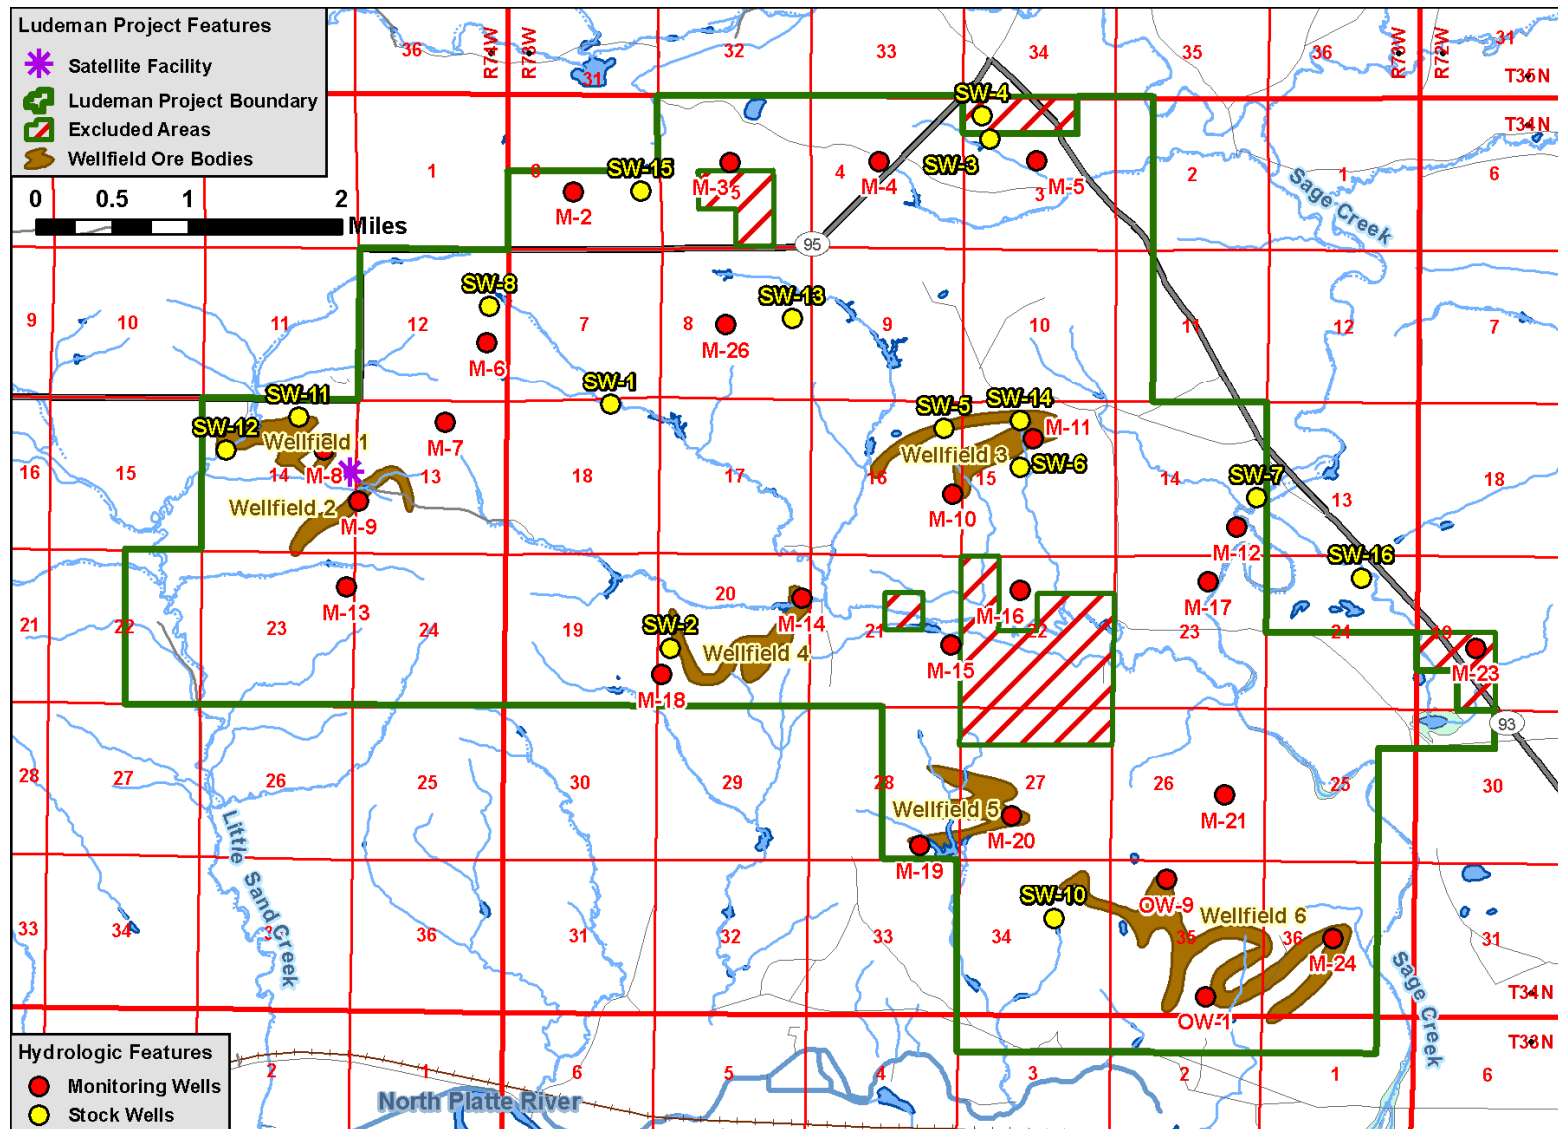 Ludeman Project Features
Satellite Facility
Ludeman Project Boundary
Excluded Areas
Wellfield Ore Bodies
0 0.5 1 2
Miles
36 R74W R73W 31 32 33 34 35 36 R73W R72W 31
T35N
T34N
1 6 5 4 3 2 1 6
SW-4
SW-3
SW-15
M-2
M-3
M-4
M-5
Sage Creek
95
9 10 11 12 7 8 9 10 11 12 7
SW-8
M-6
SW-13
M-26
SW-1
SW-11
SW-12
Wellfield 1
M-7
M-8
SW-5
SW-14
M-11
Wellfield 3
SW-6
SW-7
16 15 14 13 18 17 16 15 14 13 18
Wellfield 2
M-9
M-10
M-12
SW-16
M-13
M-14
M-16
M-17
21 22 23 24 19 20 21 22 23 24 19
SW-2
Wellfield 4
M-18
M-15
M-23
93
28 27 26 25 30 29 28 27 26 25 30
Wellfield 5
M-20
M-19
M-21
Little Sand Creek
SW-10
OW-9
Wellfield 6
33 34 36 31 32 33 34 35 36 31
M-24
OW-1
Sage Creek
T34N
T33N
2 1 6 5 4 3 2 1 6
North Platte River
Hydrologic Features
Monitoring Wells
Stock Wells